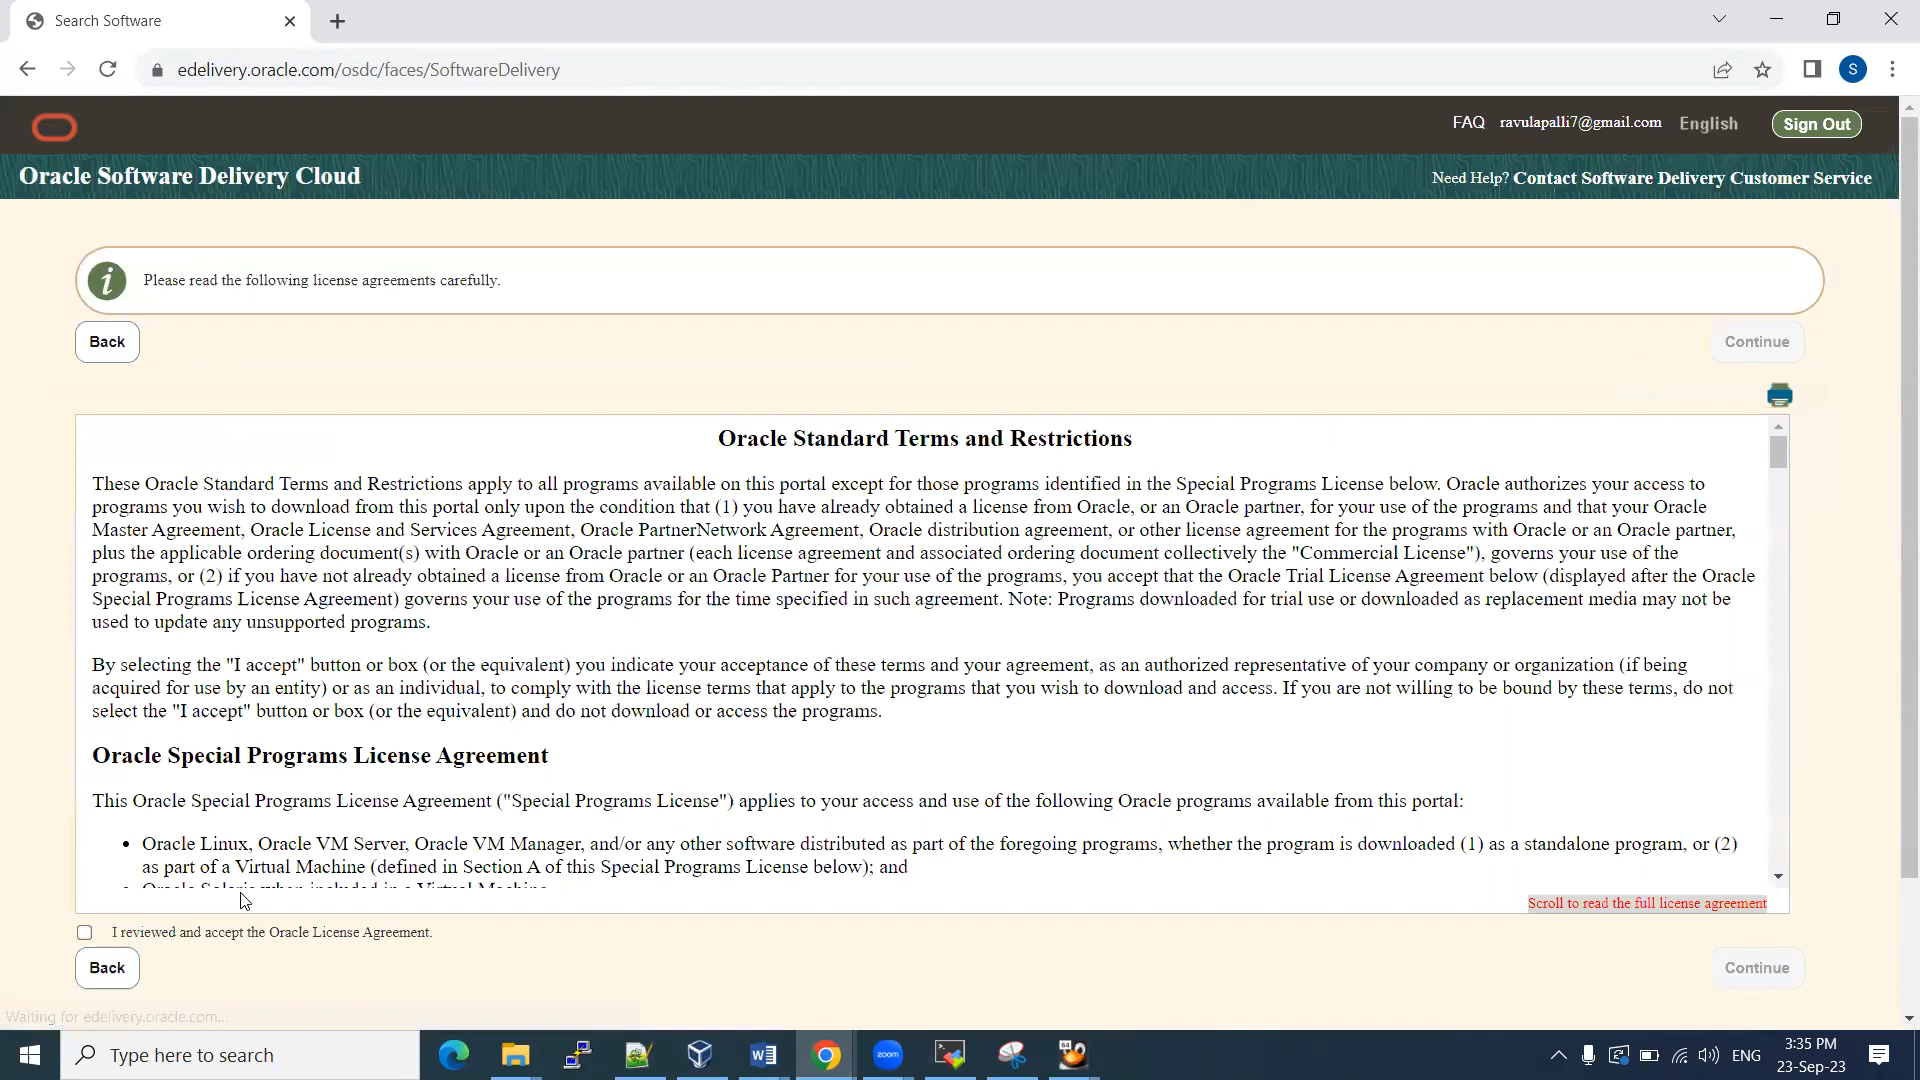 Search Software
edelivery.oracle.com/osdc/faces/SoftwareDelivery
S
FAQ ravulapalli7@gmail.com English Sign Out
Oracle Software Delivery Cloud
Need Help? Contact Software Delivery Customer Service
i Please read the following license agreements carefully.
Back Continue
Oracle Standard Terms and Restrictions
These Oracle Standard Terms and Restrictions apply to all programs available on this portal except for those programs identified in the Special Programs License below. Oracle authorizes your access to
programs you wish to download from this portal only upon the condition that (1) you have already obtained a license from Oracle, or an Oracle partner, for your use of the programs and that your Oracle
Master Agreement, Oracle License and Services Agreement, Oracle PartnerNetwork Agreement, Oracle distribution agreement, or other license agreement for the programs with Oracle or an Oracle partner,
plus the applicable ordering document(s) with Oracle or an Oracle partner (each license agreement and associated ordering document collectively the "Commercial License"), governs your use of the
programs, or (2) if you have not already obtained a license from Oracle or an Oracle Partner for your use of the programs, you accept that the Oracle Trial License Agreement below (displayed after the Oracle
Special Programs License Agreement) governs your use of the programs for the time specified in such agreement. Note: Programs downloaded for trial use or downloaded as replacement media may not be
used to update any unsupported programs.
By selecting the "I accept" button or box (or the equivalent) you indicate your acceptance of these terms and your agreement, as an authorized representative of your company or organization (if being
acquired for use by an entity) or as an individual, to comply with the license terms that apply to the programs that you wish to download and access. If you are not willing to be bound by these terms, do not
select the "I accept" button or box (or the equivalent) and do not download or access the programs.
Oracle Special Programs License Agreement
This Oracle Special Programs License Agreement ("Special Programs License") applies to your access and use of the following Oracle programs available from this portal:
• Oracle Linux, Oracle VM Server, Oracle VM Manager, and/or any other software distributed as part of the foregoing programs, whether the program is downloaded (1) as a standalone program, or (2)
as part of a Virtual Machine (defined in Section A of this Special Programs License below); and
• Oracle Solaris when included in a Virtual Machine
Scroll to read the full license agreement
I reviewed and accept the Oracle License Agreement.
Back Continue
Waiting for edelivery.oracle.com...
Type here to search
zoom
64
ENG
3:35 PM
23-Sep-23